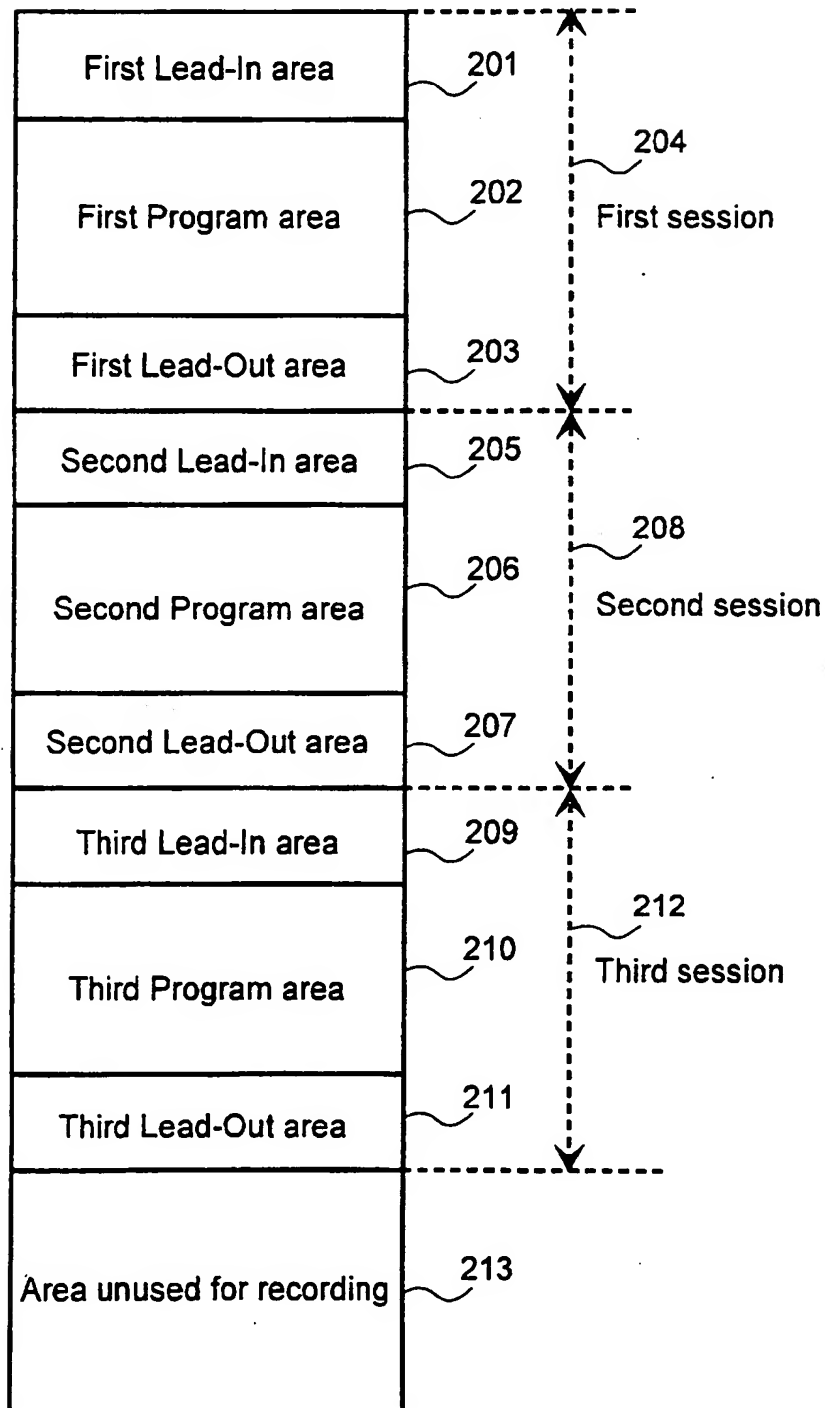 First Lead-In area
201
204
First Program area
202
First session
First Lead-Out area
203
Second Lead-In area
205
208
206
Second Program area
Second session
207
Second Lead-Out area
Third Lead-In area
209
212
210
Third Program area
Third session
211
Third Lead-Out area
213
Area unused for recording